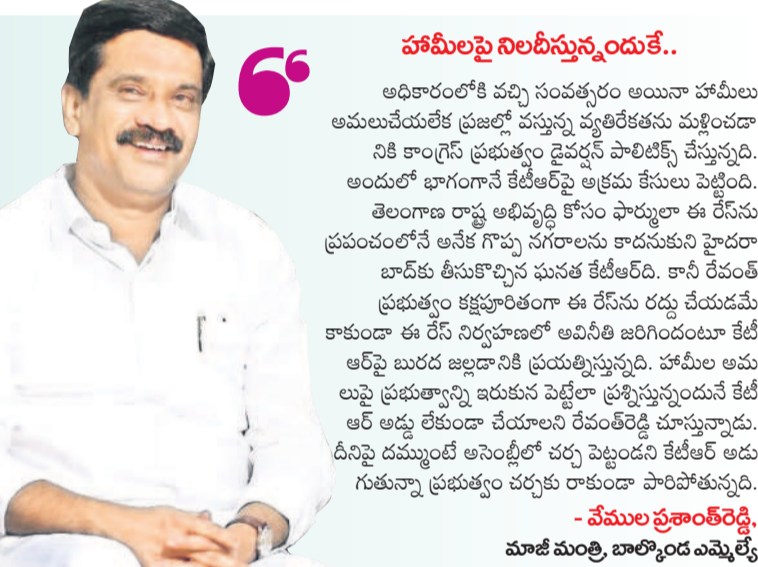 హామీలపై నిలదీస్తున్నందుకే..
అధికారంలోకి వచ్చి సంవత్సరం అయినా హామీలు
అమలుచేయలేక ప్రజల్లో వస్తున్న వ్యతిరేకతను మళ్లించడా
నికి కాంగ్రెస్ ప్రభుత్వం డైవర్షన్ పాలిటిక్స్ చేస్తున్నది.
అందులో భాగంగానే కేటీఆర్‌పై అక్రమ కేసులు పెట్టింది.
తెలంగాణ రాష్ట్ర అభివృద్ధి కోసం ఫార్ములా ఈ రేస్‌ను
ప్రపంచంలోనే అనేక గొప్ప నగరాలను కాదనుకుని హైదరా
బాద్‌కు తీసుకొచ్చిన ఘనత కేటీఆర్‌ది. కానీ రేవంత్
ప్రభుత్వం కక్షపూరితంగా ఈ రేస్‌ను రద్దు చేయడమే
కాకుండా ఈ రేస్ నిర్వహణలో అవినీతి జరిగిందంటూ కేటీ
ఆర్‌పై బురద జల్లడానికి ప్రయత్నిస్తున్నది. హామీల అమ
లుపై ప్రభుత్వాన్ని ఇరుకున పెట్టేలా ప్రశ్నిస్తున్నందునే కేటీ
ఆర్ అడ్డు లేకుండా చేయాలని రేవంత్‌రెడ్డి చూస్తున్నాడు.
దీనిపై దమ్ముంటే అసెంబ్లీలో చర్చ పెట్టండని కేటీఆర్ అడు
గుతున్నా ప్రభుత్వం చర్చకు రాకుండా పారిపోతున్నది.
- వేముల ప్రశాంత్‌రెడ్డి,
మాజీ మంత్రి, బాల్కొండ ఎమ్మెల్యే